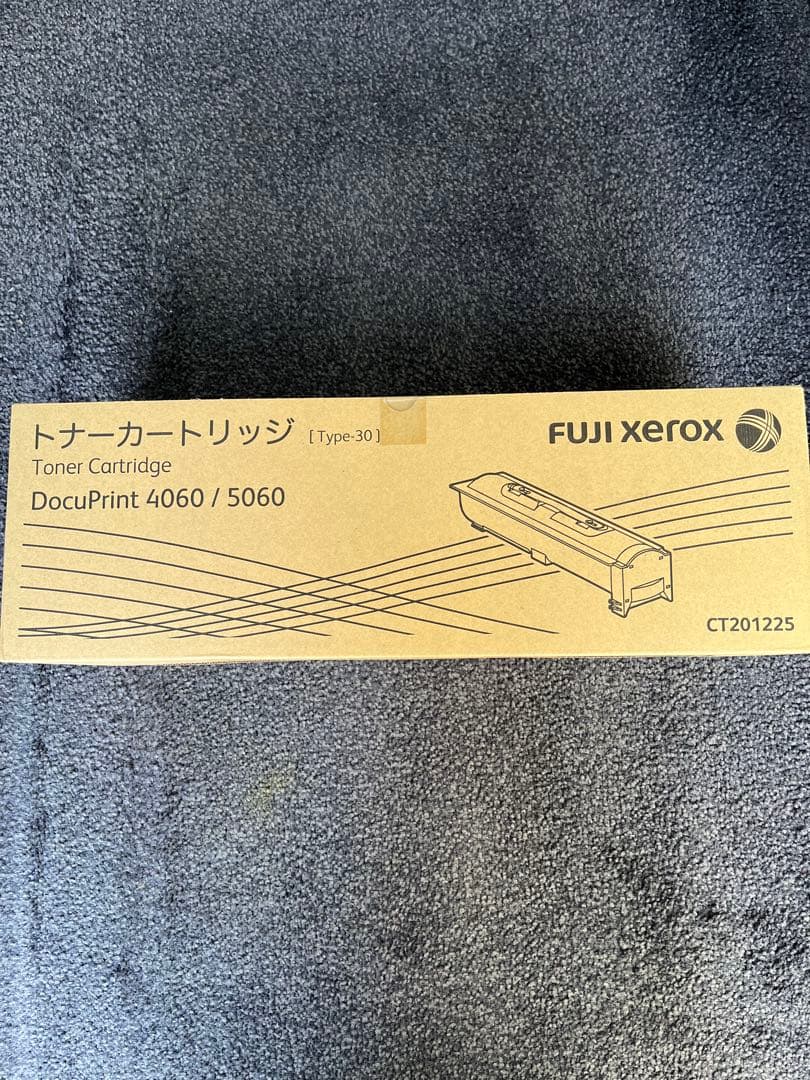 トナーカートリッジ [Type-30]
FUJI xerox
Toner Cartridge
DocuPrint 4060 / 5060
CT201225